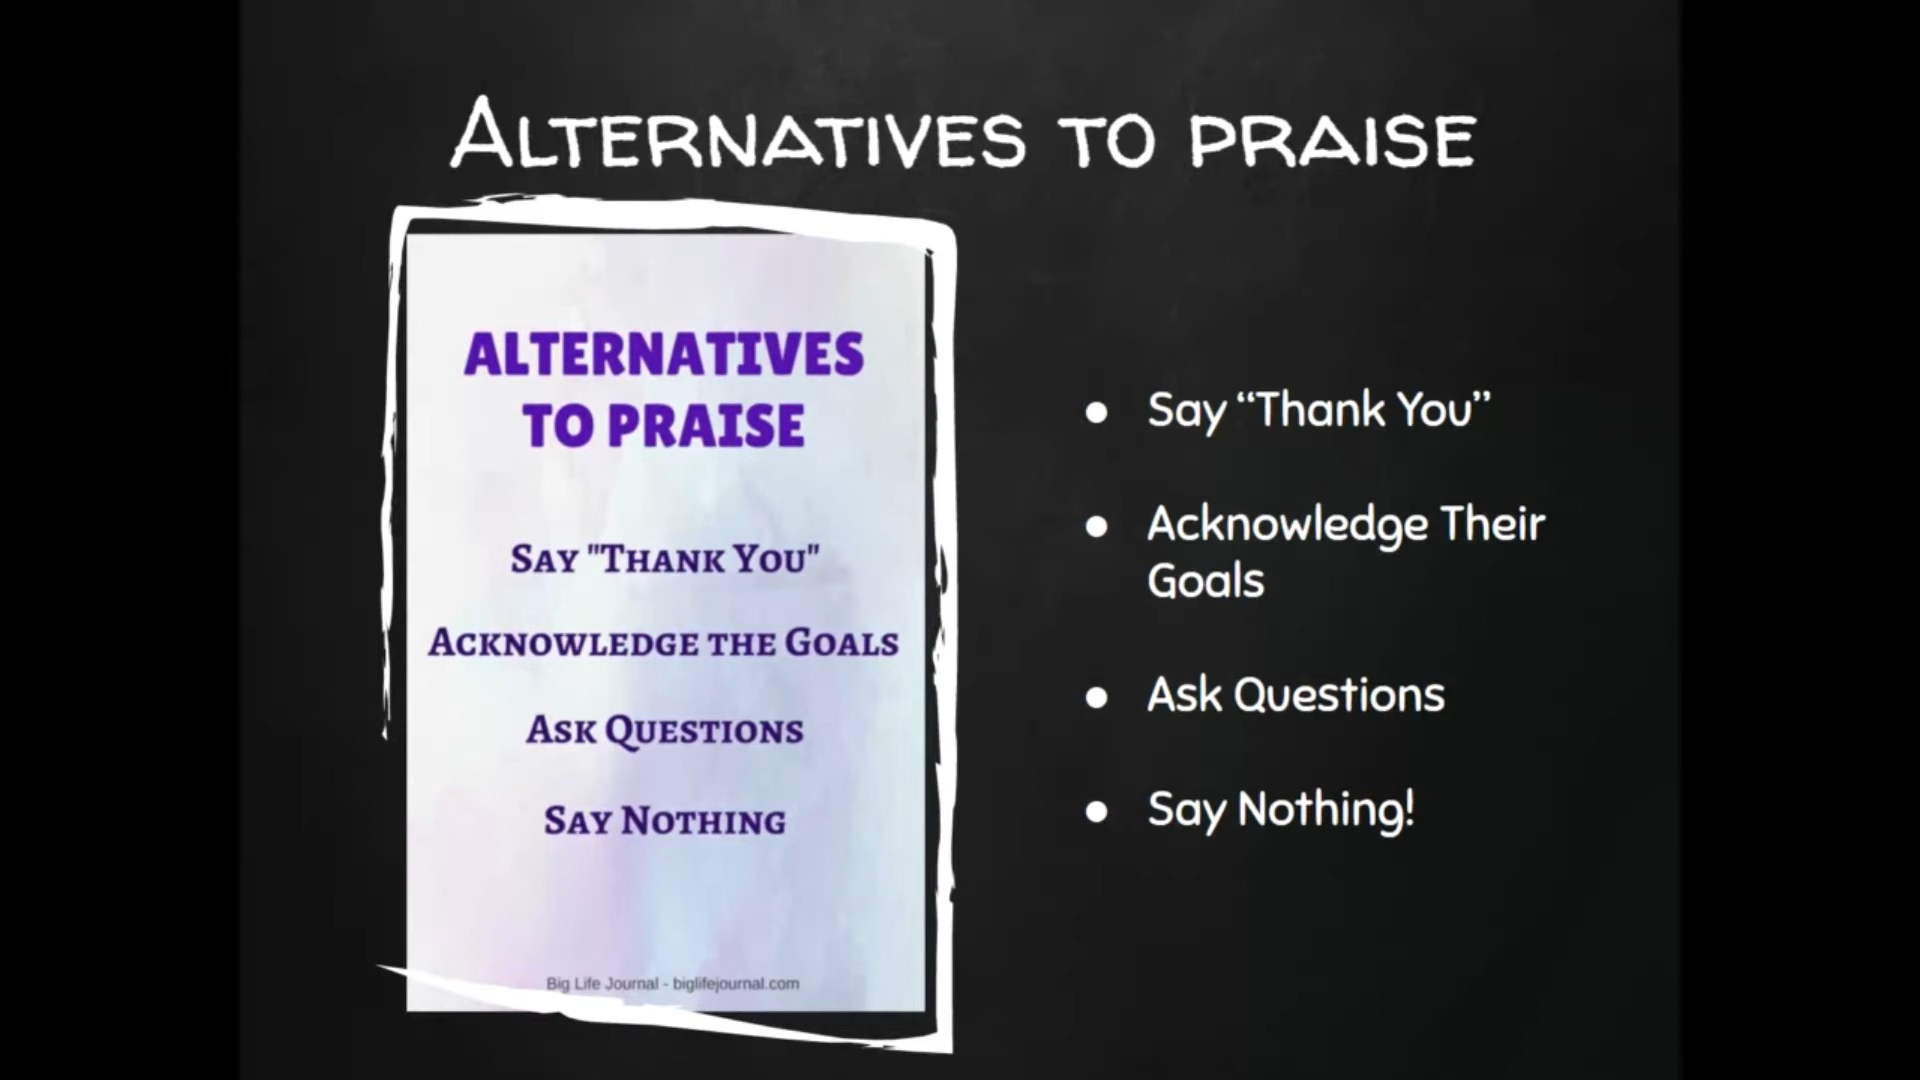 ALTERNATIVES TO PRAISE
ALTERNATIVES
TO PRAISE
SAY "THANK YOU"
ACKNOWLEDGE THE GOALS
ASK QUESTIONS
SAY NOTHING
Big Life Journal - biglifejournal.com
● Say “Thank You”
● Acknowledge Their
Goals
● Ask Questions
● Say Nothing!